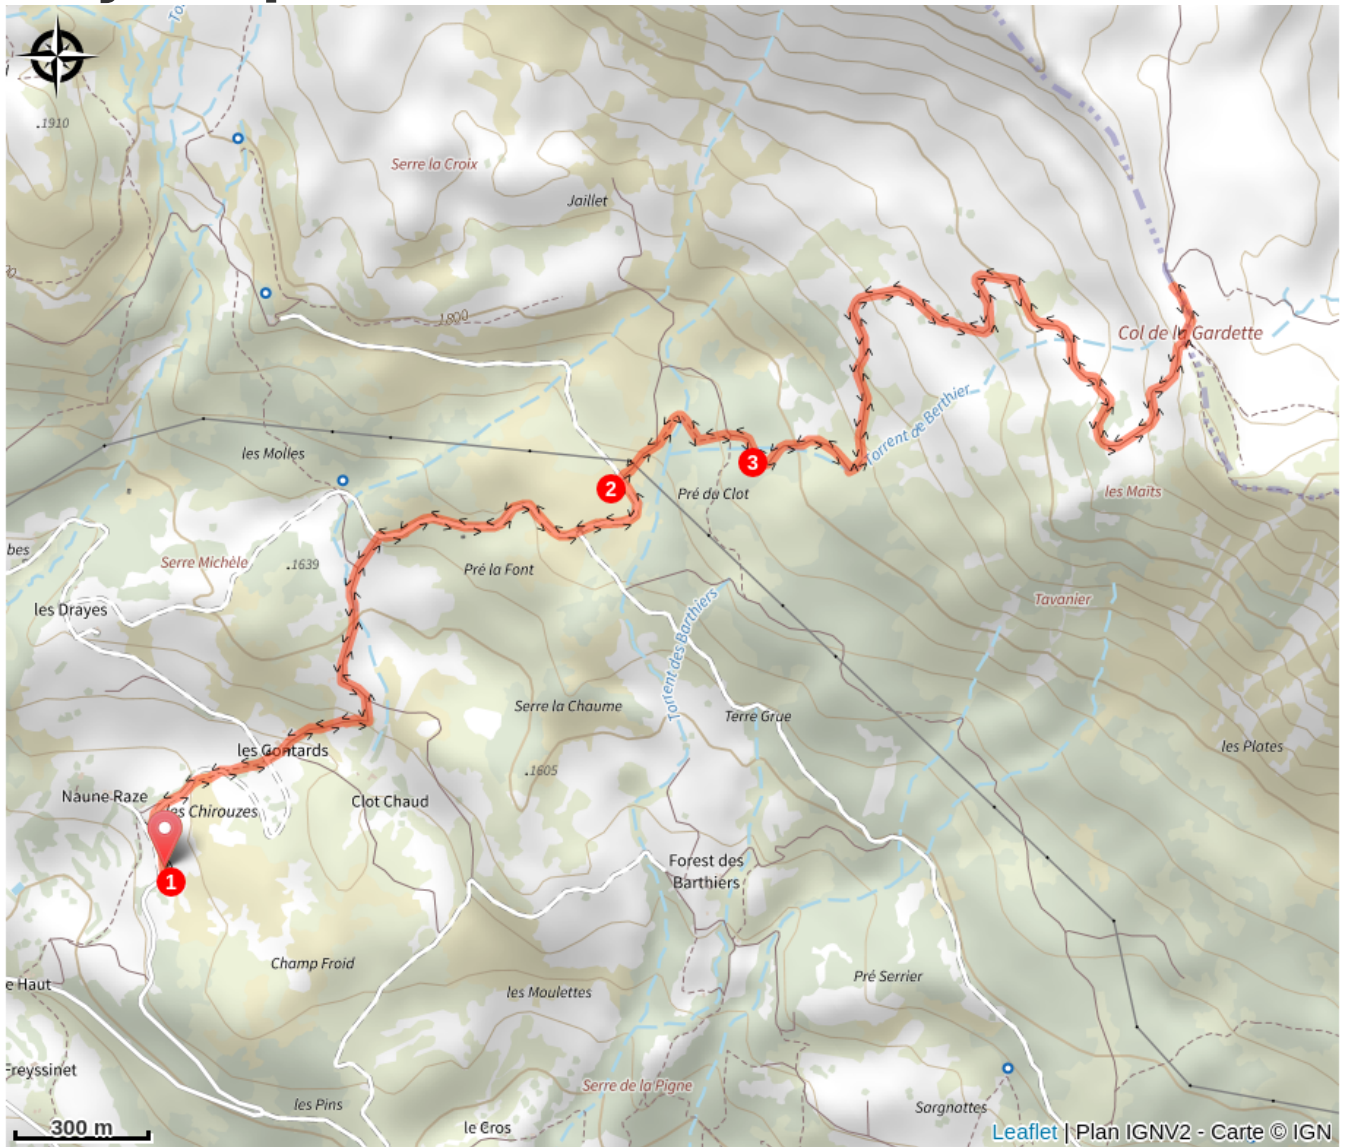 .1910
Serre la Croix
Jaillet
1800
Col de la Gardette
Torrent de Berthier
les Molles
3
2
Pré du Clot
les Maïts
bes
Serre Michèle
.1639
Pré la Font
les Drayes
Tavanier
Torrent des Barthiers
Serre la Chaume
Terre Grue
les Gontards
les Plates
.1605
Naune Raze
les Chirouzes
Clot Chaud
1
Forest des
Barthiers
Champ Froid
Pré Serrier
e Haut
les Moulettes
Freyssinet
Serre de la Pigne
les Pins
Sargnottes
le Cros
300 m
Leaflet | Plan IGNV2 - Carte © IGN